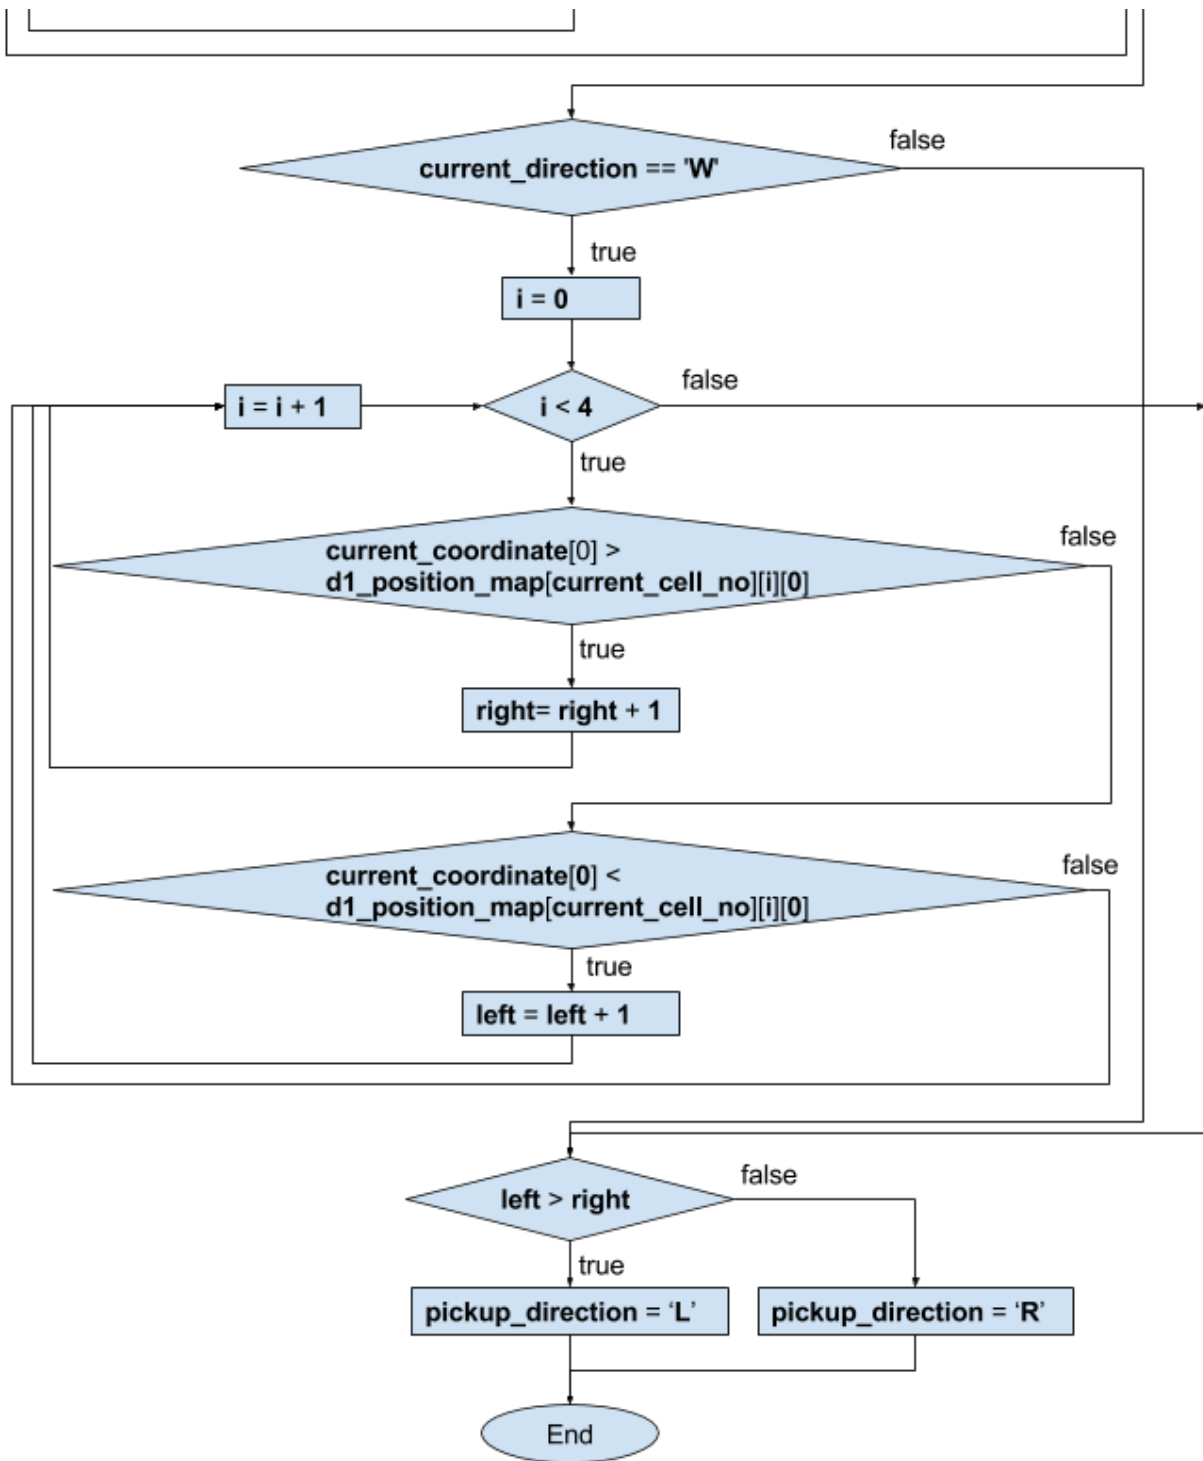 false
current_direction == 'W'
true
i = 0
false
i = i + 1
i < 4
true
false
current_coordinate[0] >
d1_position_map[current_cell_no][i][0]
true
right= right + 1
false
current_coordinate[0] <
d1_position_map[current_cell_no][i][0]
true
left = left + 1
false
left > right
true
pickup_direction = ‘L’
pickup_direction = ‘R’
End